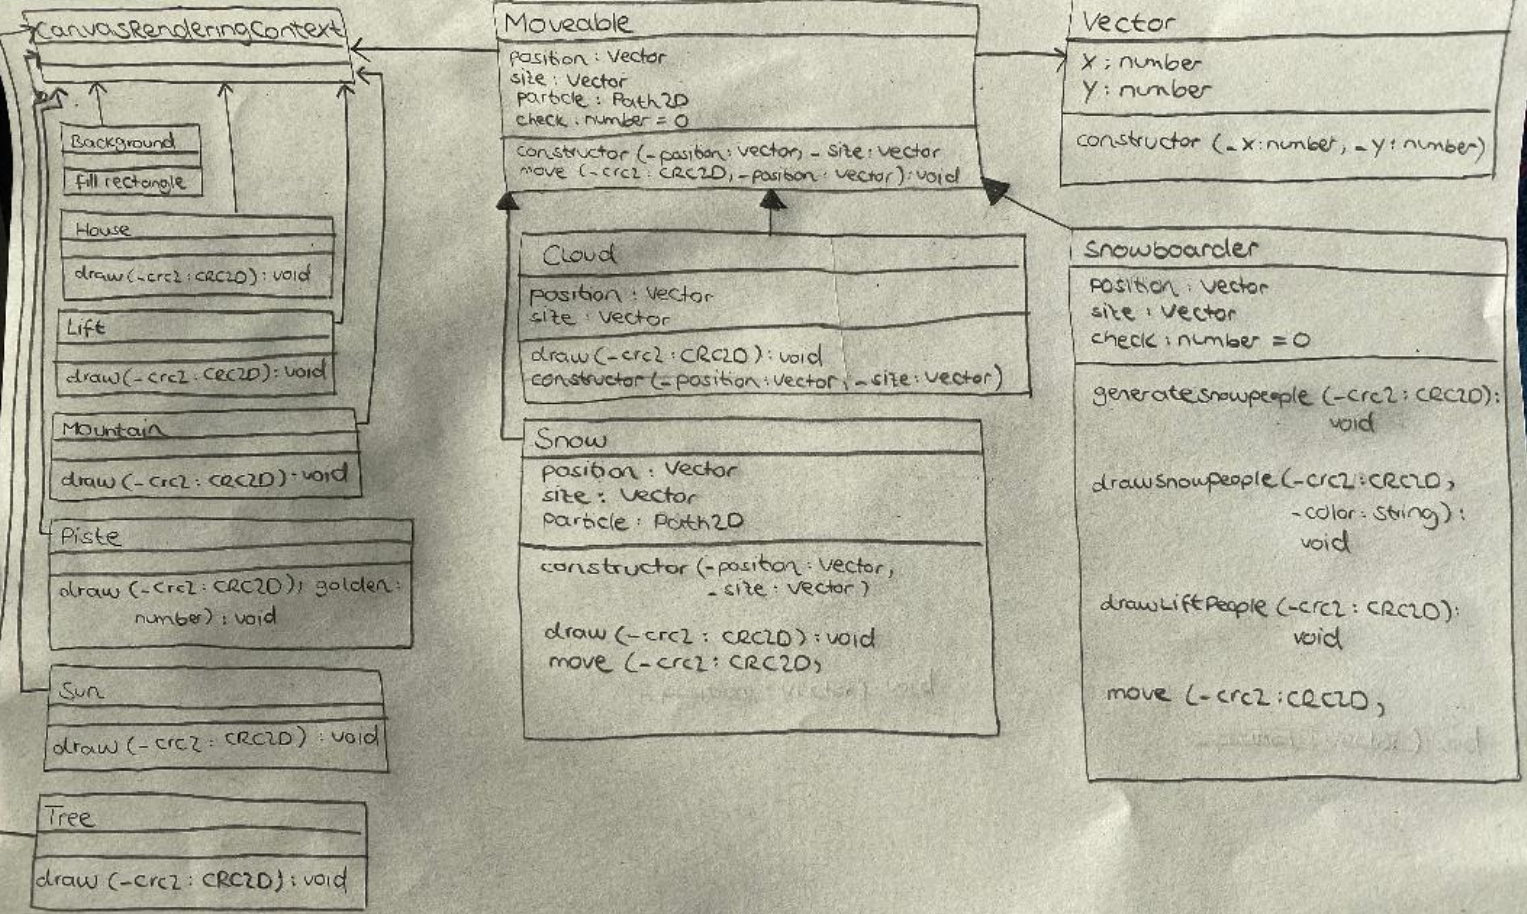 CanvasRenderingContext
Background
fill rectangle
House
draw(_crc2:CRC2D):void
Lift
draw(_crc2:CRC2D):void
Mountain
draw(_crc2:CRC2D):void
Piste
draw(_crc2:CRC2D); golden:
number):void
Sun
draw(_crc2:CRC2D):void
Tree
draw(_crc2:CRC2D):void
Moveable
position:Vector
size:Vector
particle:Path2D
check:number=0
constructor(_position:Vector, _size:Vector
move (_crc2:CRC2D, _position:Vector):void
Cloud
position:Vector
size:Vector
draw(_crc2:CRC2D):void
constructor(_position:Vector, _size:Vector)
Snow
position:Vector
size:Vector
particle:Path2D
constructor(_position:Vector,
_size:Vector)
draw(_crc2:CRC2D):void
move (_crc2:CRC2D,
Vector
X:number
Y:number
constructor(_X:number, _Y:number)
Snowboarder
position:Vector
size:Vector
check:number=0
generatesnowpeople(_crc2:CRC2D):
void
drawsnowpeople(_crc2:CRC2D,
_color:string):
void
drawLiftPeople(_crc2:CRC2D):
void
move (_crc2:CRC2D,